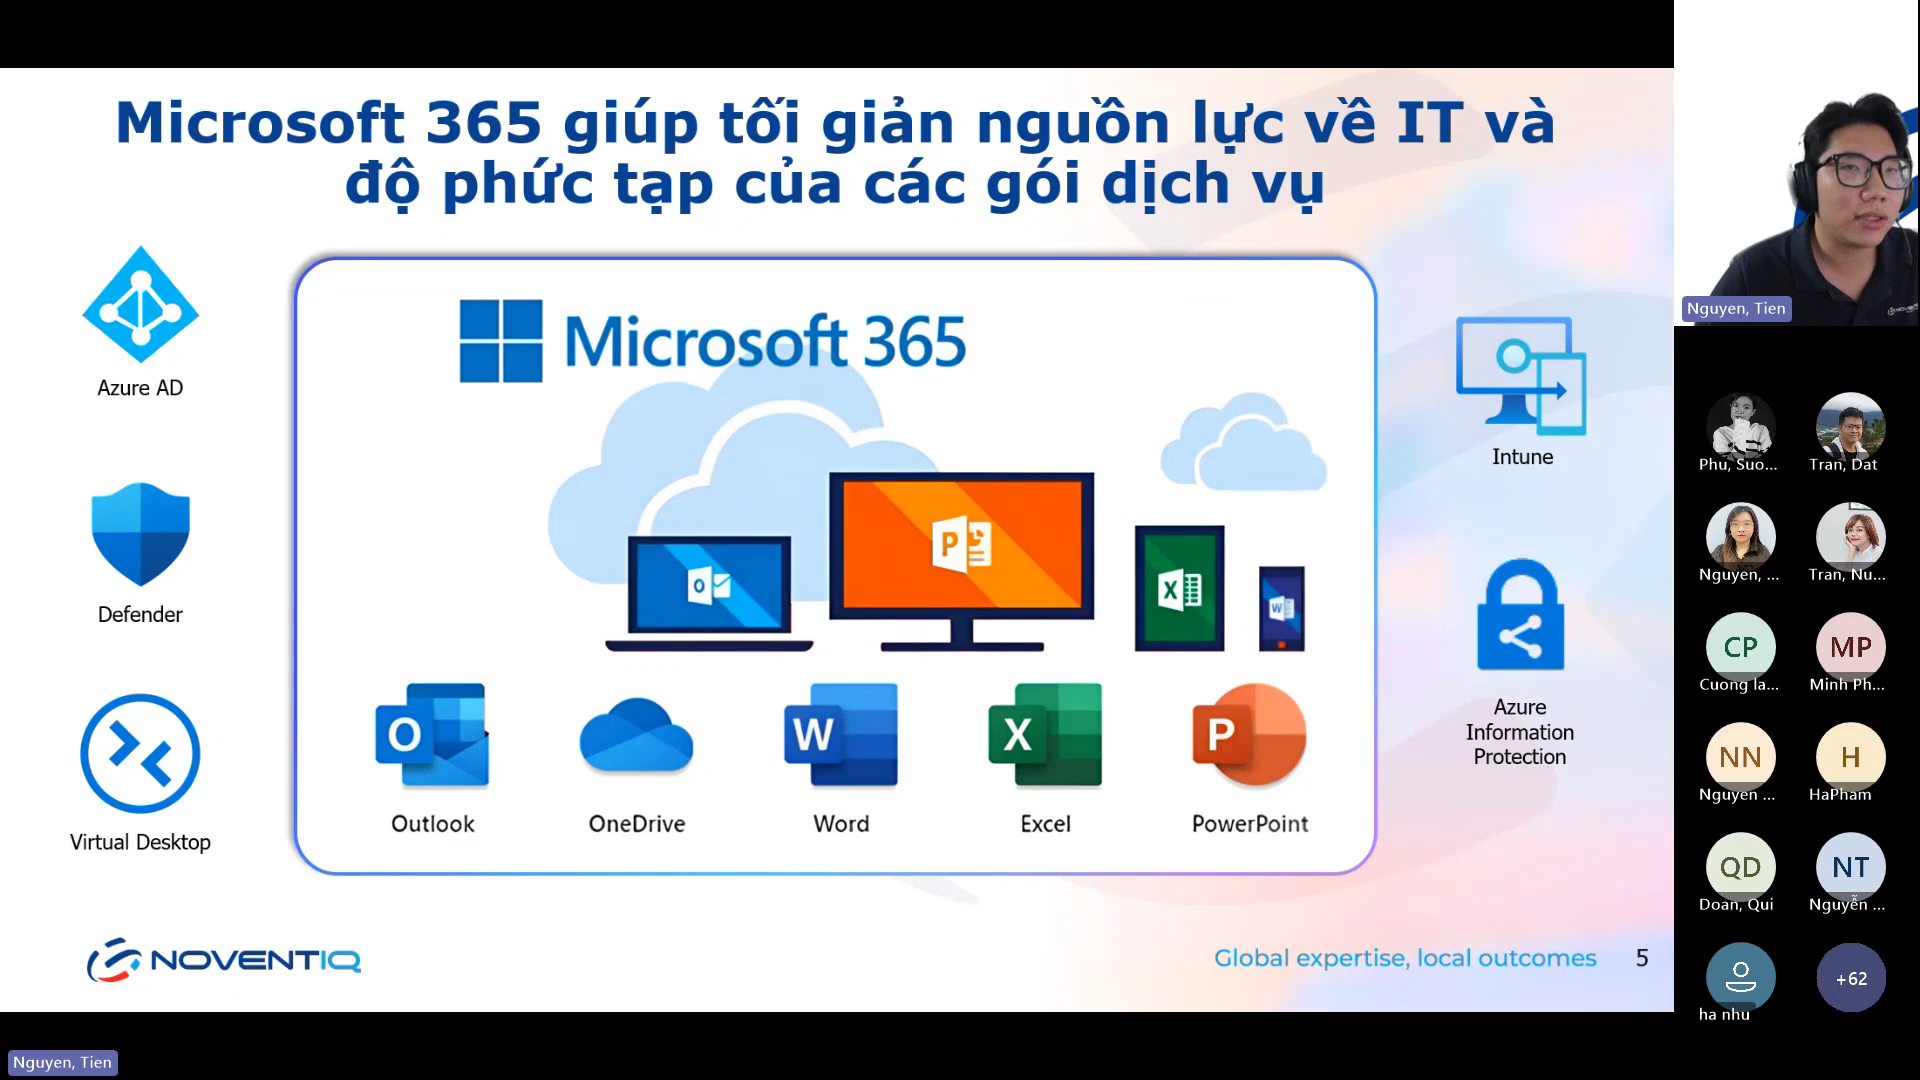 Microsoft 365 giúp tối giản nguồn lực về IT và
độ phức tạp của các gói dịch vụ
Azure AD
Defender
Virtual Desktop
Microsoft 365
O
P
X
W
O
W
X
P
Outlook
OneDrive
Word
Excel
PowerPoint
Intune
Azure
Information
Protection
NOVENTIQ
Global expertise, local outcomes
5
Nguyen, Tien
Phu, Suo...
Tran, Dat
Nguyen, ...
Tran, Nu...
CP
Cuong la...
MP
Minh Ph...
NN
Nguyen ...
H
HaPham
QD
Doan, Qui
NT
Nguyễn ...
ha nhu
+62
Nguyen, Tien